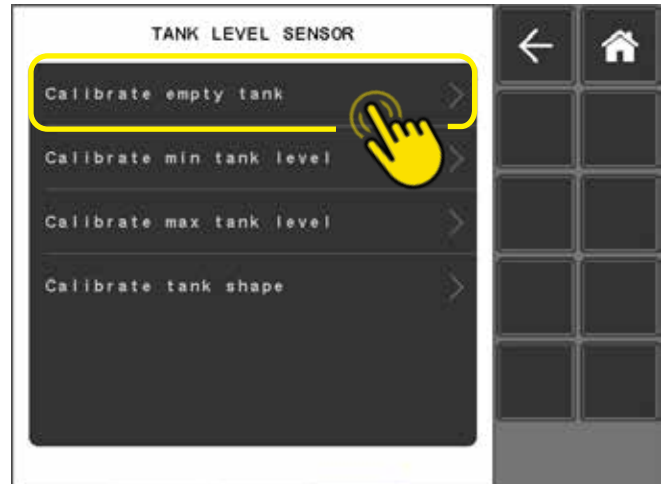 TANK LEVEL SENSOR
Calibrate empty tank
Calibrate min tank level
Calibrate max tank level
Calibrate tank shape